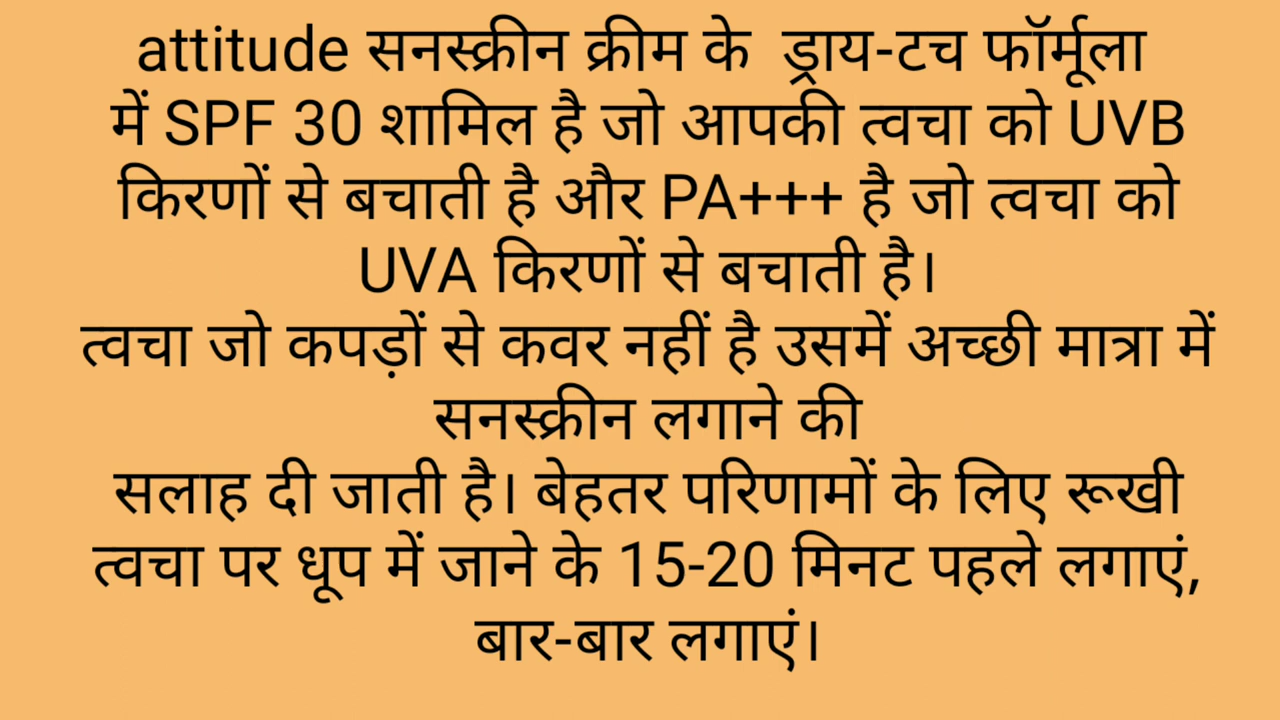 attitude सनस्क्रीन क्रीम के ड्राय-टच फॉर्मूला
में SPF 30 शामिल है जो आपकी त्वचा को UVB
किरणों से बचाती है और PA+++ है जो त्वचा को
UVA किरणों से बचाती है।
त्वचा जो कपड़ों से कवर नहीं है उसमें अच्छी मात्रा में
सनस्क्रीन लगाने की
सलाह दी जाती है। बेहतर परिणामों के लिए रूखी
त्वचा पर धूप में जाने के 15-20 मिनट पहले लगाएं,
बार-बार लगाएं।